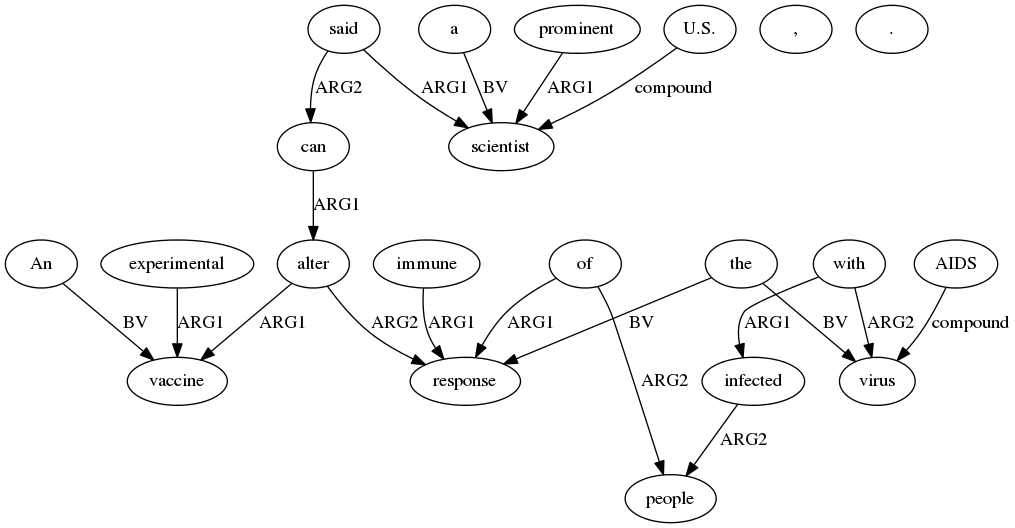 said a prominent U.S. , .
ARG2 ARG1 BV ARG1 compound
can scientist
ARG1
An experimental alter immune of the with AIDS
BV ARG1 ARG1 ARG2 ARG1 ARG1 BV ARG1 BV ARG2 compound
vaccine response infected virus
ARG2
ARG2
people